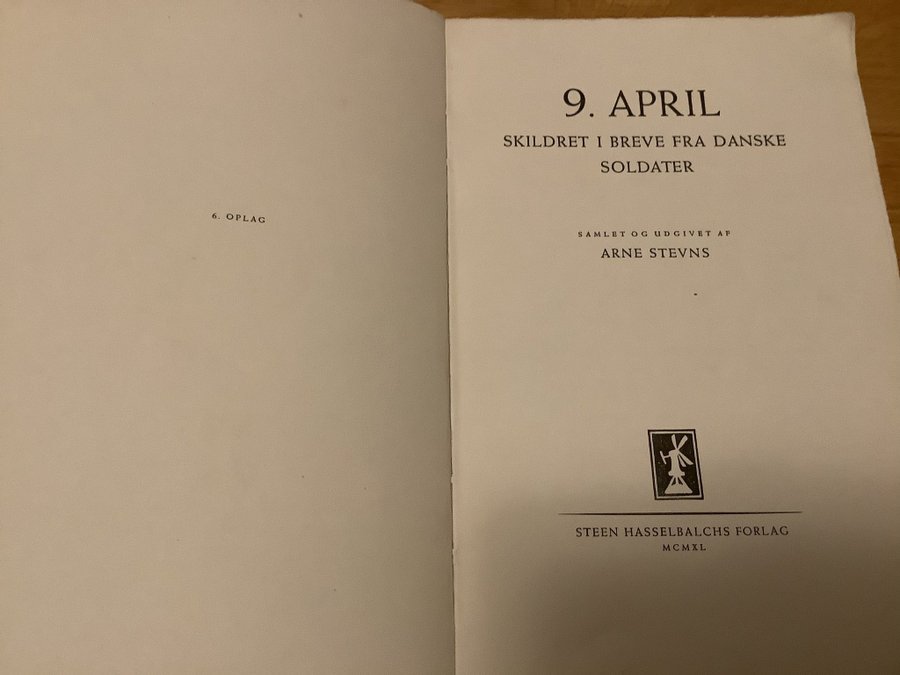 6. OPLAG
9. APRIL
SKILDRET I BREVE FRA DANSKE
SOLDATER
SAMLET OG UDGIVET AF
ARNE STEVNS
STEEN HASSELBALCHS FORLAG
MCMXL